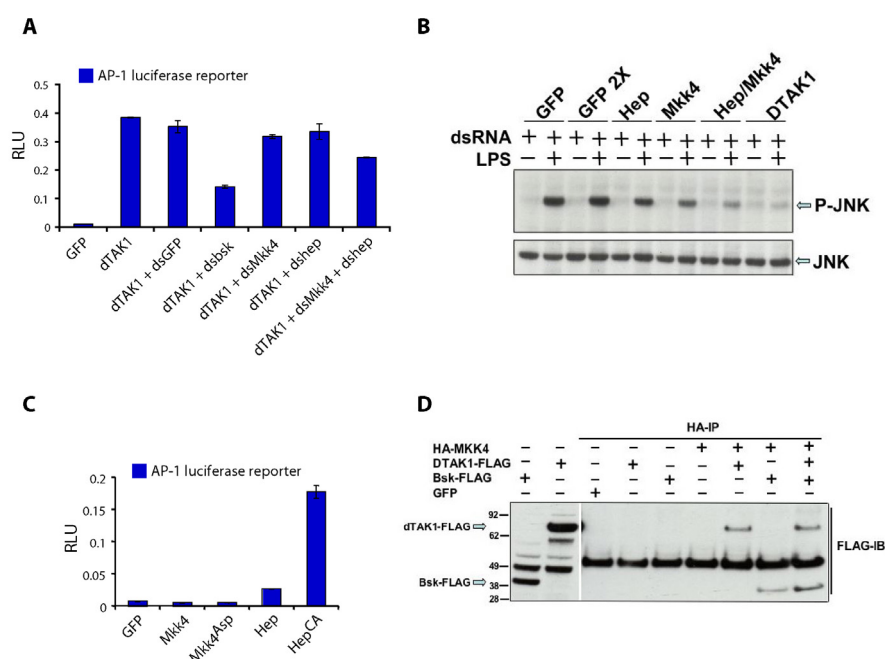 A
AP-1 luciferase reporter
RLU
0.5
0.4
0.3
0.2
0.1
0
GFP
dTAK1
dTAK1 + dsGFP
dTAK1 + dsbsk
dTAK1 + dsMkk4
dTAK1 + dshep
dTAK1 + dsMkk4 + dshep
B
GFP
GFP 2X
Hep
Mkk4
Hep/Mkk4
DTAK1
dsRNA + + + + + + + + + + + +
LPS − + − + − + − + − + − +
P-JNK
JNK
C
AP-1 luciferase reporter
RLU
0.2
0.15
0.1
0.05
0
GFP
Mkk4
Mkk4Asp
Hep
HepCA
D
HA-IP
HA-MKK4 − − − − − + + + +
DTAK1-FLAG − + − + − − + − +
Bsk-FLAG + − − − + − − + +
GFP − − + − − − − − −
92
62
49
38
28
dTAK1-FLAG
Bsk-FLAG
FLAG-IB